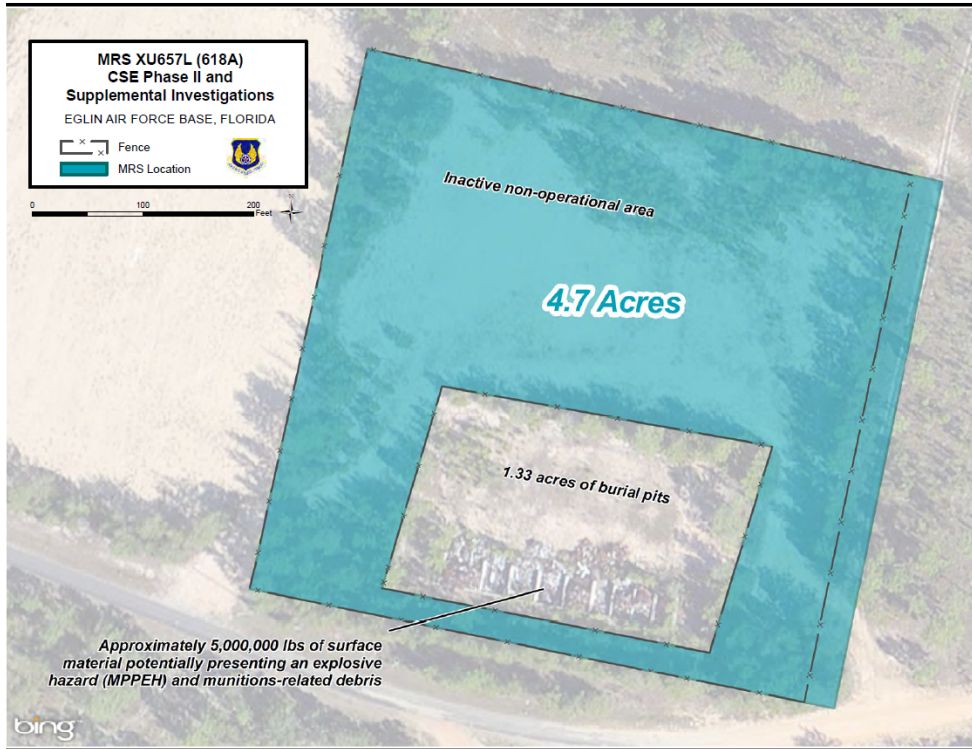 MRS XU657L (618A)
CSE Phase II and
Supplemental Investigations
EGLIN AIR FORCE BASE, FLORIDA
Fence
MRS Location
0 100 200
Feet
Inactive non-operational area
4.7 Acres
1.33 acres of burial pits
Approximately 5,000,000 lbs of surface
material potentially presenting an explosive
hazard (MPPEH) and munitions-related debris
bing